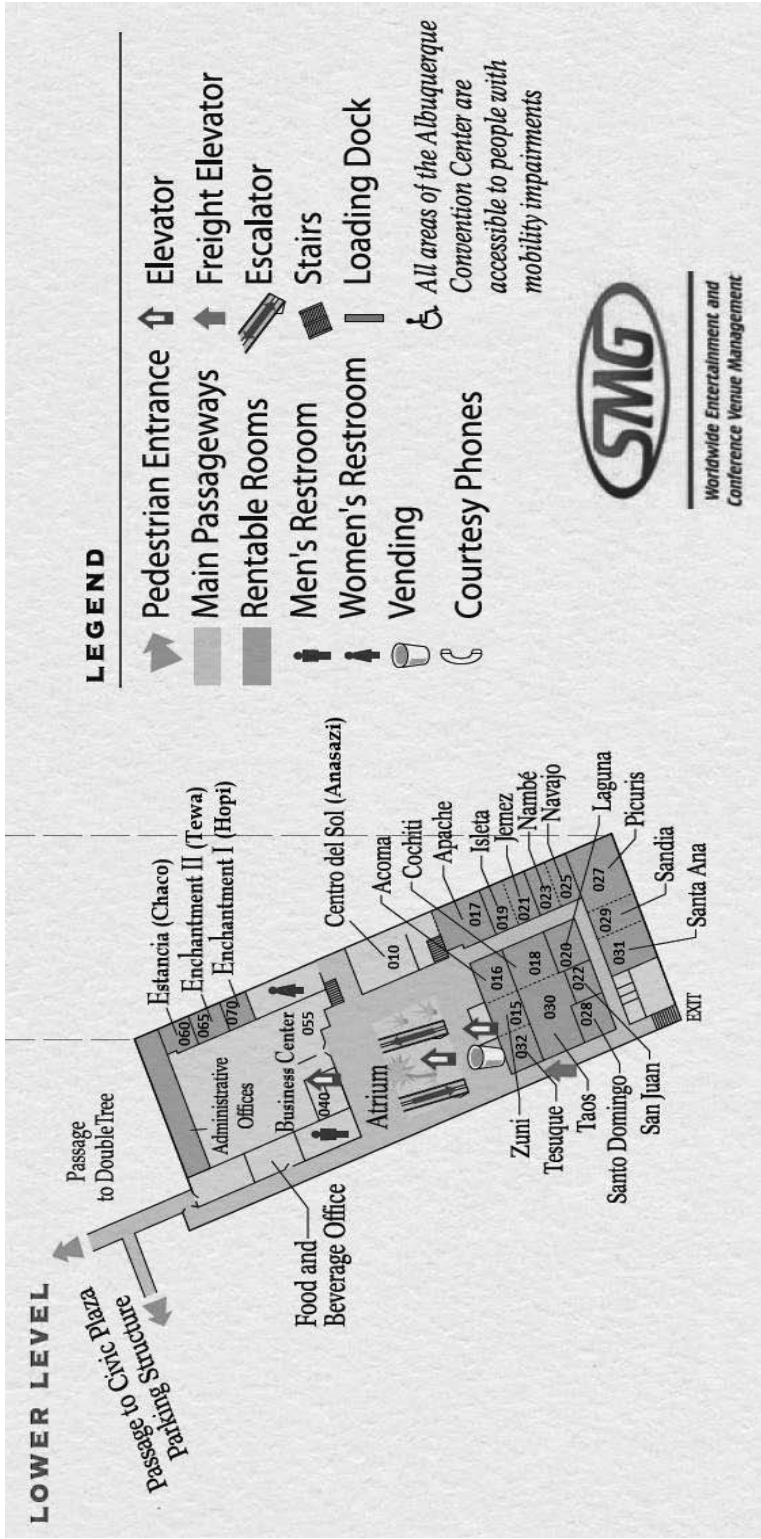 LOWER LEVEL
Passage to Civic Plaza
Parking Structure
Passage
to DoubleTree
Food and
Beverage Office
Administrative
Offices
Business Center
055
040
Atrium
060
065
070
Estancia (Chaco)
Enchantment II (Tewa)
Enchantment I (Hopi)
Centro del Sol (Anasazi)
010
Acoma
Cochiti
Apache
Isleta
Jemez
Nambé
Navajo
Laguna
Picuris
Sandia
Santa Ana
017
019
021
023
025
027
029
031
016
018
020
015
030
022
032
028
Zuni
Tesuque
Taos
Santo Domingo
San Juan
EXIT
LEGEND
Pedestrian Entrance
Main Passageways
Rentable Rooms
Men's Restroom
Women's Restroom
Vending
Courtesy Phones
Elevator
Freight Elevator
Escalator
Stairs
Loading Dock
All areas of the Albuquerque
Convention Center are
accessible to people with
mobility impairments
SMG
Worldwide Entertainment and
Conference Venue Management